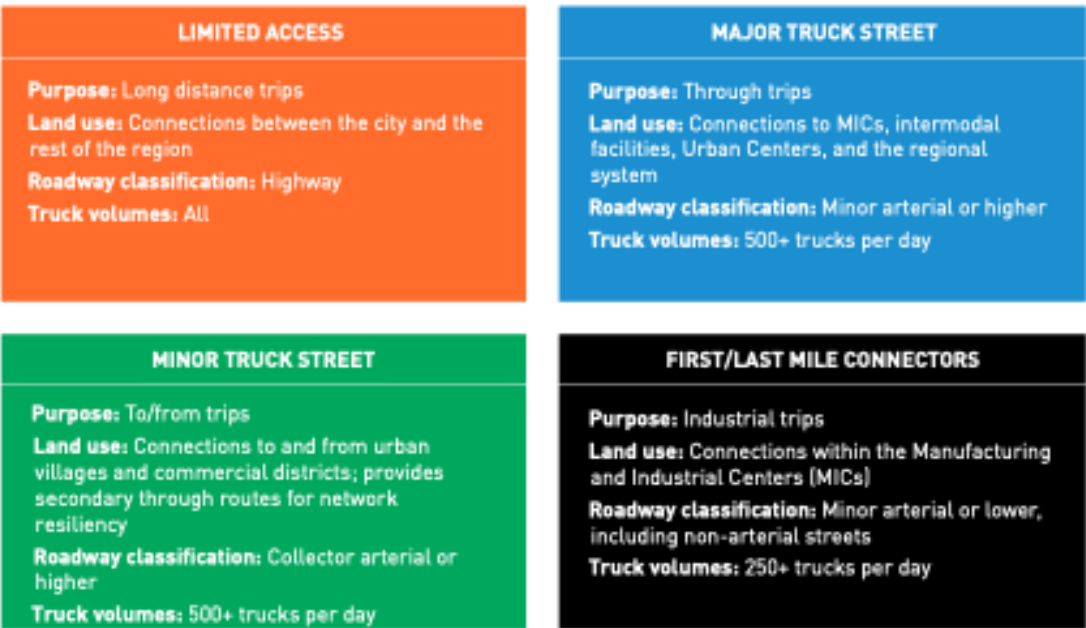 LIMITED ACCESS
Purpose: Long distance trips
Land use: Connections between the city and the
rest of the region
Roadway classification: Highway
Truck volumes: All
MAJOR TRUCK STREET
Purpose: Through trips
Land use: Connections to MICs, intermodal
facilities, Urban Centers, and the regional
system
Roadway classification: Minor arterial or higher
Truck volumes: 500+ trucks per day
MINOR TRUCK STREET
Purpose: To/from trips
Land use: Connections to and from urban
villages and commercial districts; provides
secondary through routes for network
resiliency
Roadway classification: Collector arterial or
higher
Truck volumes: 500+ trucks per day
FIRST/LAST MILE CONNECTORS
Purpose: Industrial trips
Land use: Connections within the Manufacturing
and Industrial Centers (MICs)
Roadway classification: Minor arterial or lower,
including non-arterial streets
Truck volumes: 250+ trucks per day